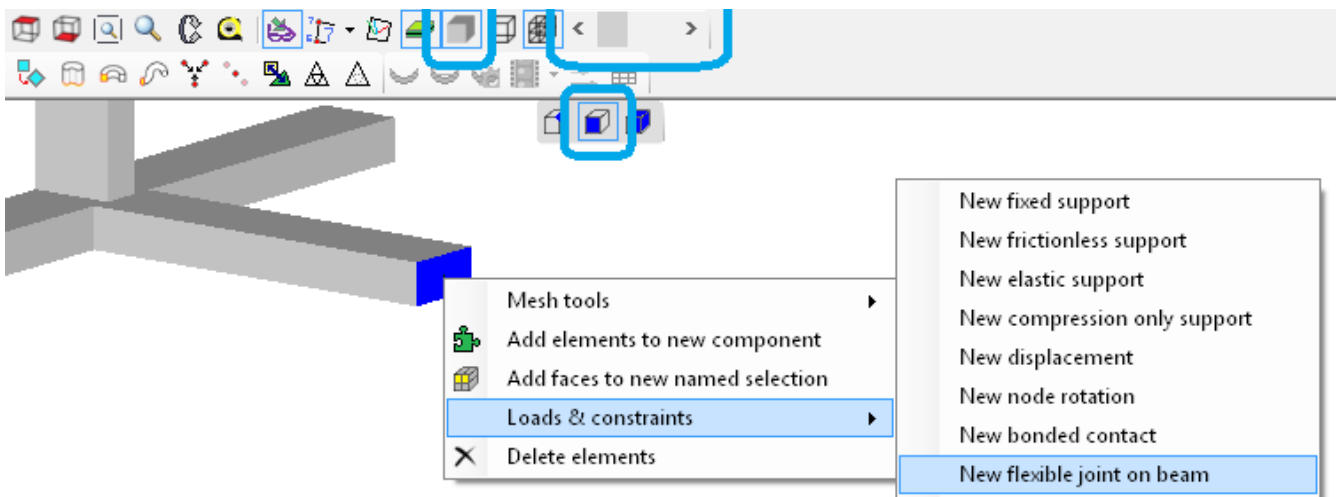 Mesh tools
Add elements to new component
Add faces to new named selection
Loads & constraints
Delete elements
New fixed support
New frictionless support
New elastic support
New compression only support
New displacement
New node rotation
New bonded contact
New flexible joint on beam